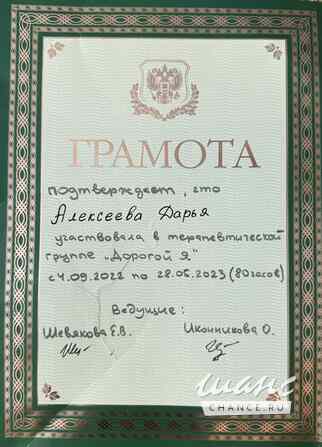 ГРАМОТА
подтверждает, что
Алексеева Дарья
участвовала в терапевтической
группе „Дорогой Я"
с 4.09.2022 по 28.05.2023 (80 часов)
Ведущие:
Шевякова Е.В. Иконникова О.
шанс
CHANCE.RU